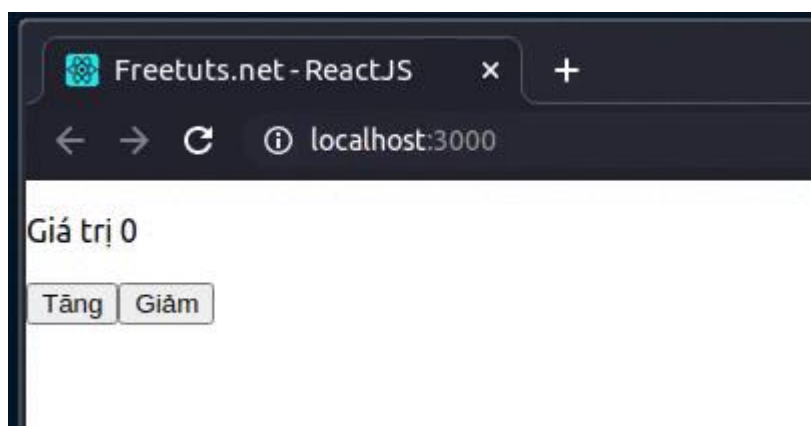 Freetuts.net - ReactJS
localhost:3000
Giá trị 0
Tăng Giảm